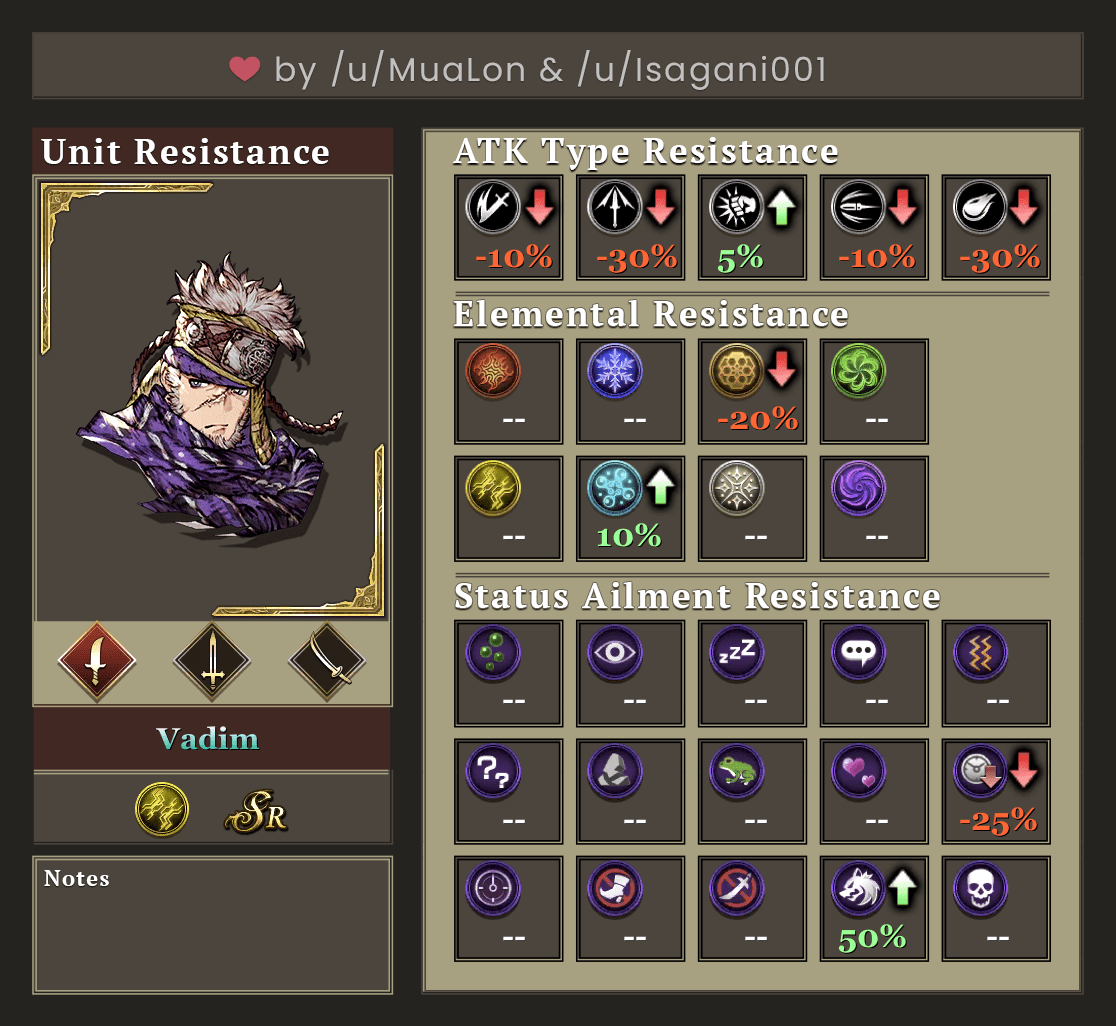 by /u/MuaLon & /u/Isagani001
Unit Resistance
Vadim
SR
Notes
ATK Type Resistance
-10% -30% 5% -10% -30%
Elemental Resistance
-- -- -20% --
-- 10% -- --
Status Ailment Resistance
zzZ
-- -- -- -- --
??
-- -- -- -- -25%
-- -- -- 50% --